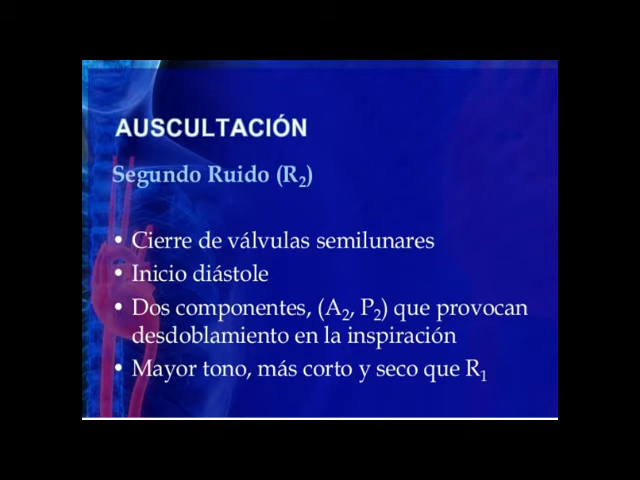 AUSCULTACIÓN
Segundo Ruido (R₂)
• Cierre de válvulas semilunares
• Inicio diástole
• Dos componentes, (A₂, P₂) que provocan
desdoblamiento en la inspiración
• Mayor tono, más corto y seco que R₁